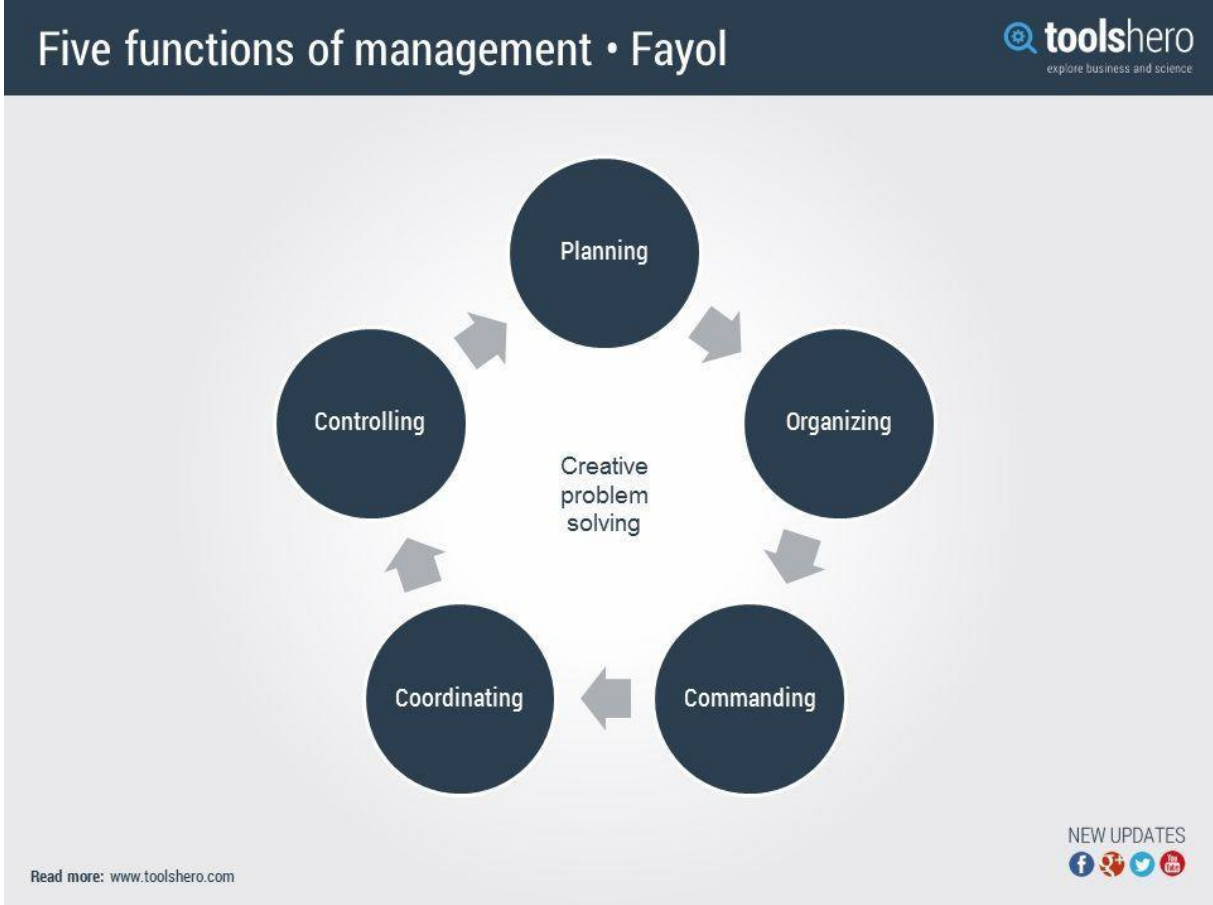 Five functions of management • Fayol
toolshero
explore business and science
Planning
Organizing
Commanding
Coordinating
Controlling
Creative
problem
solving
NEW UPDATES
Read more: www.toolshero.com